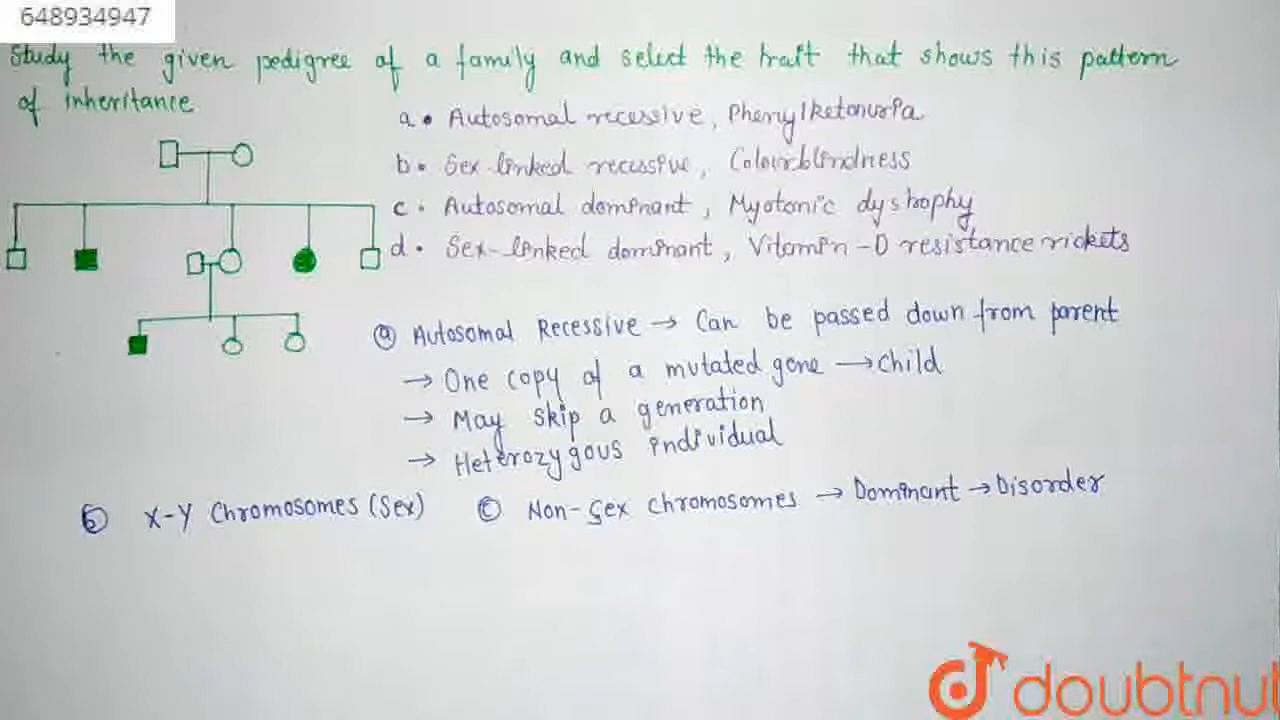 648934947
Study the given pedigree of a family and select the trait that shows this pattern
of inheritance
a. Autosomal recessive, Phenylketonuria
b. Sex-linked recessive, Colourblindness
c. Autosomal dominant, Myotonic dystrophy
d. Sex-linked dominant, Vitamin-D resistance rickets
ⓐ Autosomal Recessive → Can be passed down from parent
→ One copy of a mutated gene → Child
→ May skip a generation
→ Heterozygous individual
ⓑ X-Y Chromosomes (Sex) ⓒ Non-Sex chromosomes → Dominant → Disorder
doubtnut